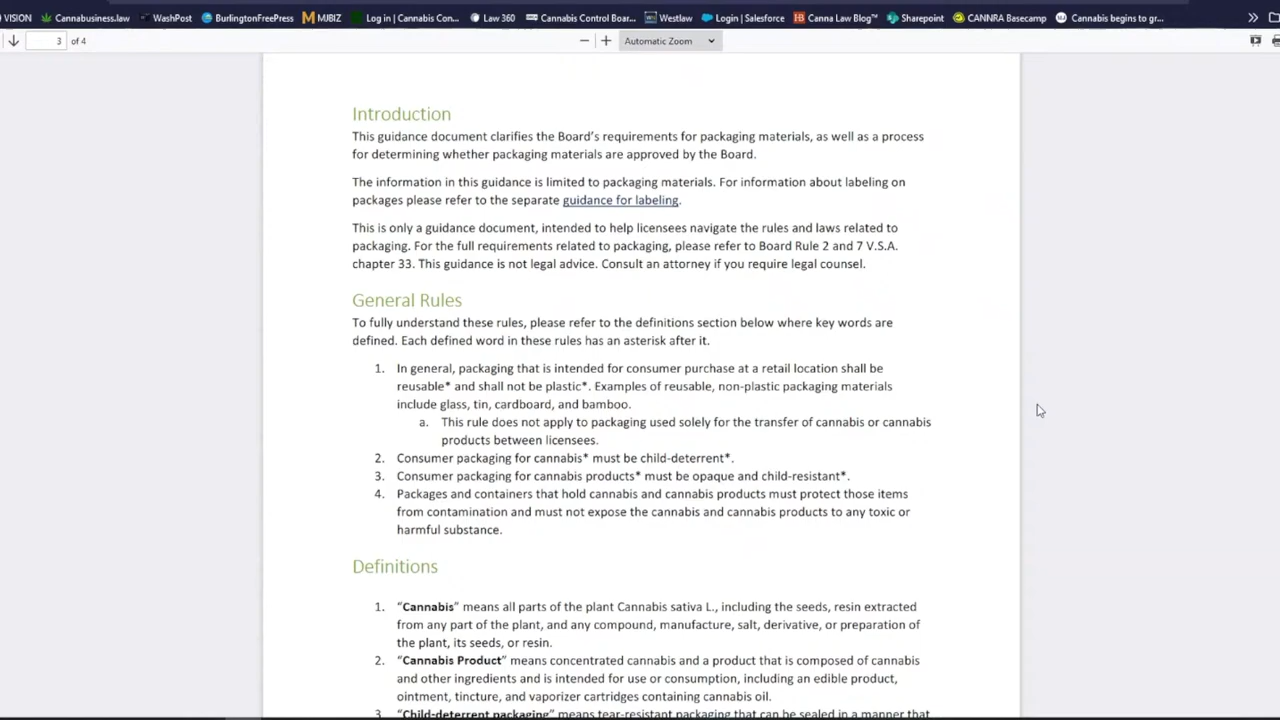 VISION Cannabusiness.law WashPost BurlingtonFreePress MJBIZ Log in | Cannabis Con... Law 360 Cannabis Control Boar... Westlaw Login | Salesforce Canna Law Blog™ Sharepoint CANNRA Basecamp Cannabis begins to gr...
3 of 4 Automatic Zoom
Introduction
This guidance document clarifies the Board's requirements for packaging materials, as well as a process
for determining whether packaging materials are approved by the Board.
The information in this guidance is limited to packaging materials. For information about labeling on
packages please refer to the separate guidance for labeling.
This is only a guidance document, intended to help licensees navigate the rules and laws related to
packaging. For the full requirements related to packaging, please refer to Board Rule 2 and 7 V.S.A.
chapter 33. This guidance is not legal advice. Consult an attorney if you require legal counsel.
General Rules
To fully understand these rules, please refer to the definitions section below where key words are
defined. Each defined word in these rules has an asterisk after it.
1. In general, packaging that is intended for consumer purchase at a retail location shall be
reusable* and shall not be plastic*. Examples of reusable, non-plastic packaging materials
include glass, tin, cardboard, and bamboo.
a. This rule does not apply to packaging used solely for the transfer of cannabis or cannabis
products between licensees.
2. Consumer packaging for cannabis* must be child-deterrent*.
3. Consumer packaging for cannabis products* must be opaque and child-resistant*.
4. Packages and containers that hold cannabis and cannabis products must protect those items
from contamination and must not expose the cannabis and cannabis products to any toxic or
harmful substance.
Definitions
1. "Cannabis" means all parts of the plant Cannabis sativa L., including the seeds, resin extracted
from any part of the plant, and any compound, manufacture, salt, derivative, or preparation of
the plant, its seeds, or resin.
2. "Cannabis Product" means concentrated cannabis and a product that is composed of cannabis
and other ingredients and is intended for use or consumption, including an edible product,
ointment, tincture, and vaporizer cartridges containing cannabis oil.
3. "Child-deterrent packaging" means tear-resistant packaging that can be sealed in a manner that